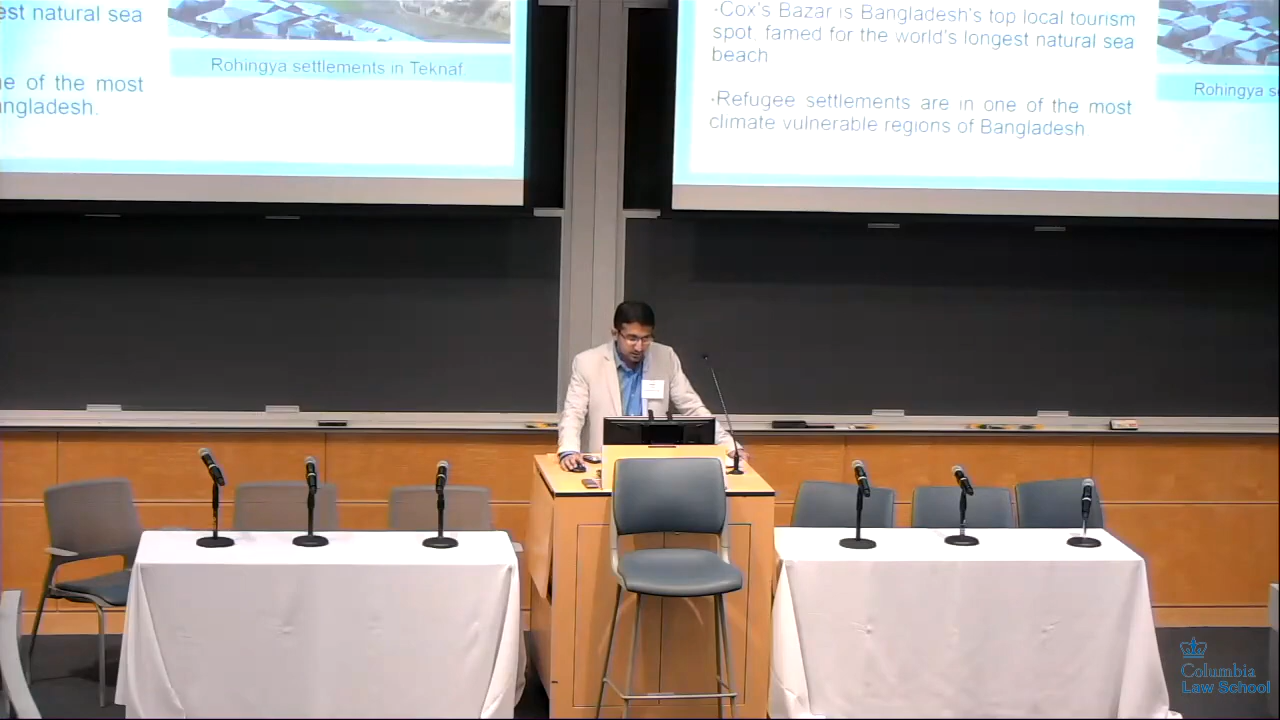 est natural sea
e of the most
angladesh.
Rohingya settlements in Teknaf.
·Cox's Bazar is Bangladesh's top local tourism
spot, famed for the world's longest natural sea
beach
·Refugee settlements are in one of the most
climate vulnerable regions of Bangladesh
Rohingya s
Columbia
Law School